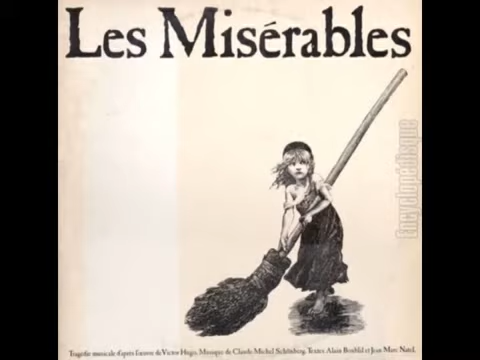 Les Misérables
Encyclopédisque
Tragédie musicale d'après l'œuvre de Victor Hugo. Musique de Claude-Michel Schönberg. Textes Alain Boublil et Jean-Marc Natel.